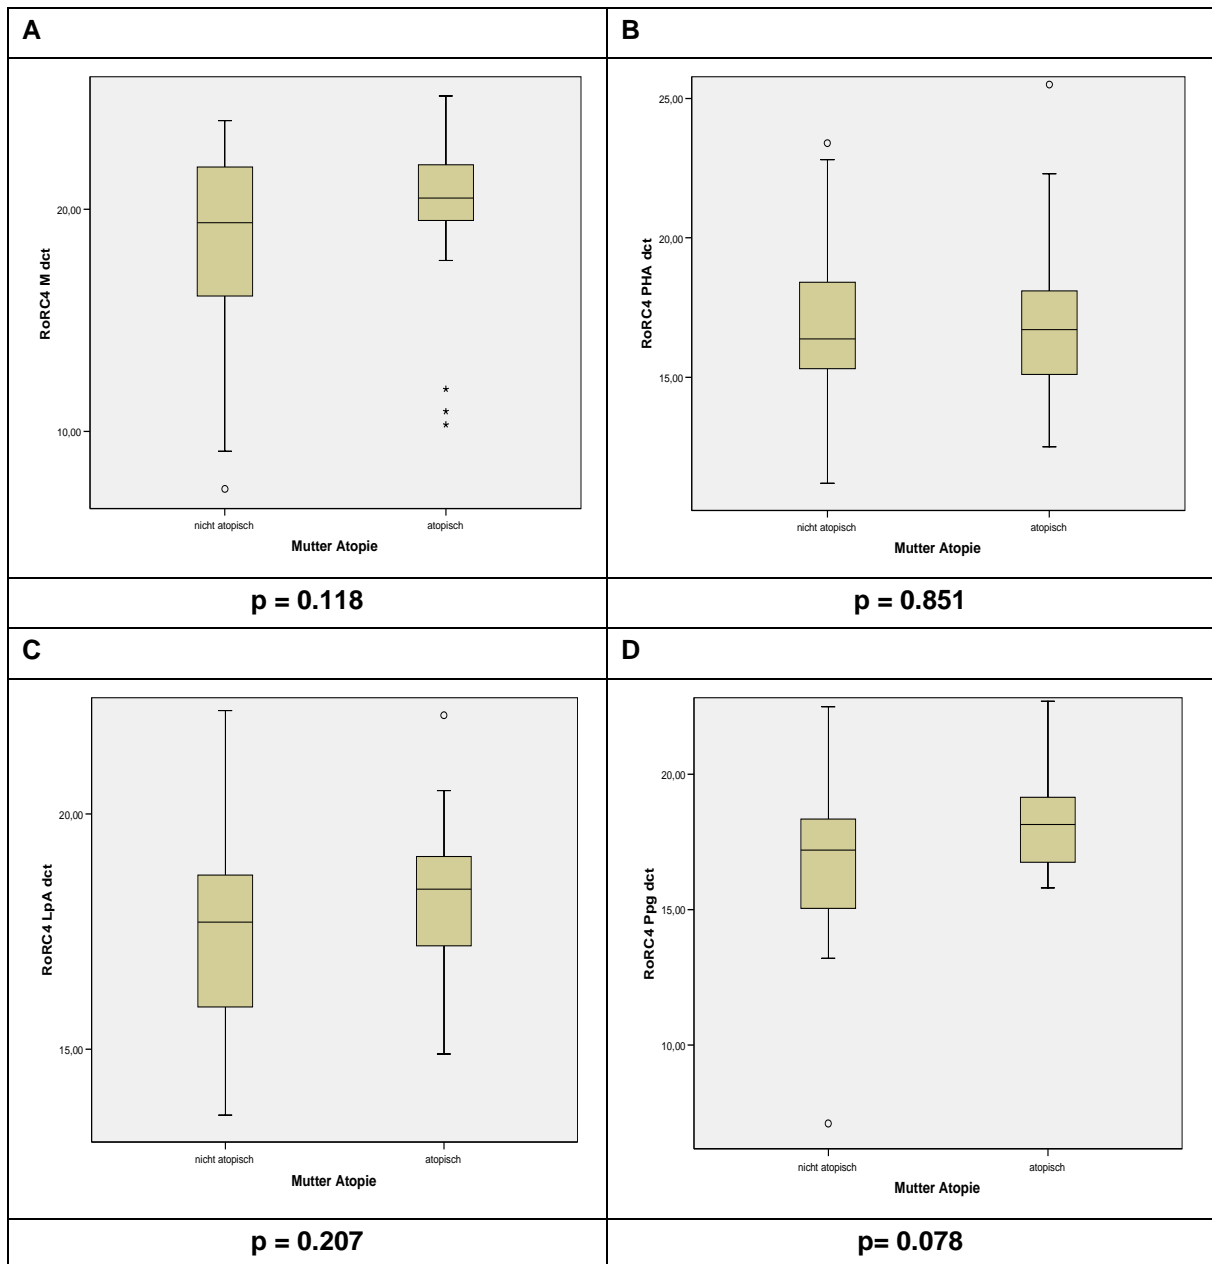 A
B
RoRC4 M dct
20,00
10,00
nicht atopisch
atopisch
Mutter Atopie
RoRC4 PHA dct
25,00
20,00
15,00
nicht atopisch
atopisch
Mutter Atopie
p = 0.118
p = 0.851
C
D
RoRC4 LpA dct
20,00
15,00
nicht atopisch
atopisch
Mutter Atopie
RoRC4 Ppg dct
20,00
15,00
10,00
nicht atopisch
atopisch
Mutter Atopie
p = 0.207
p= 0.078